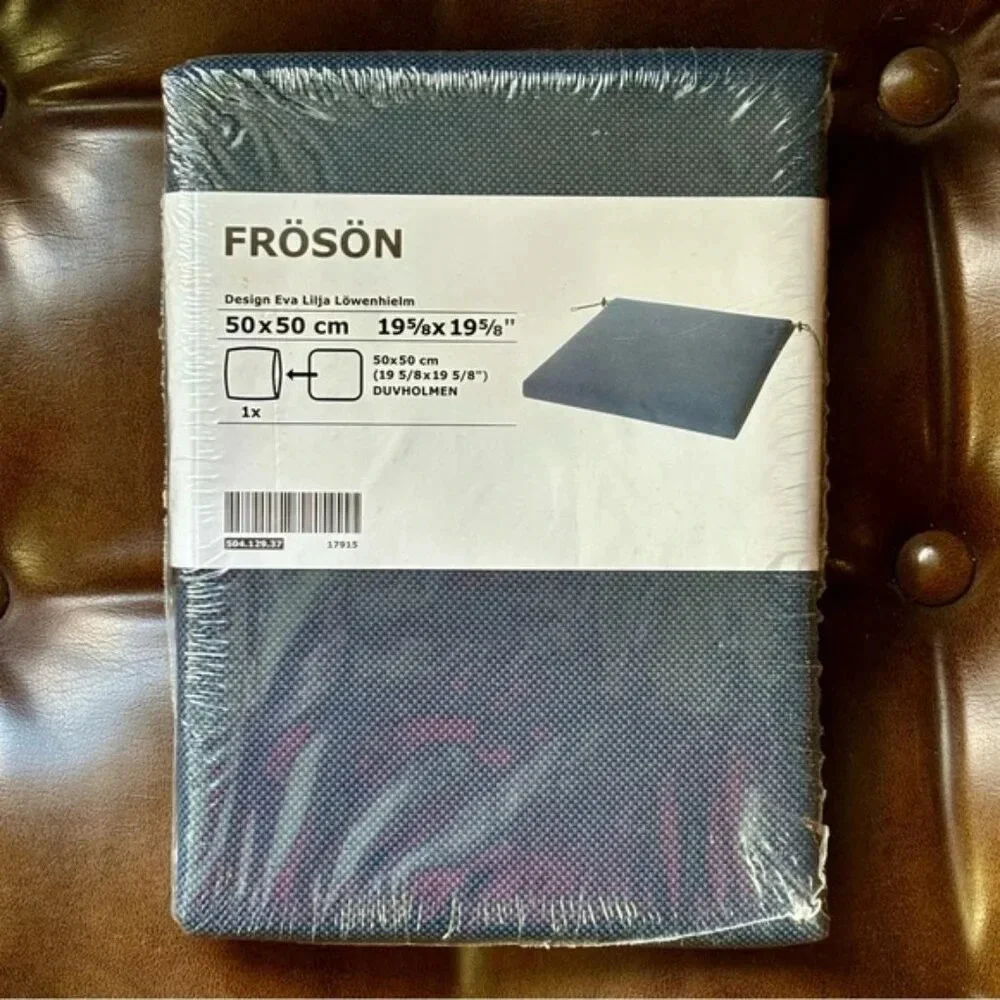 FRÖSÖN
Design Eva Lilja Löwenhielm
50x50 cm 19⁵/₈x19⁵/₈"
50x50 cm
(19 5/8x19 5/8")
DUVHOLMEN
1x
504.129.37 17915